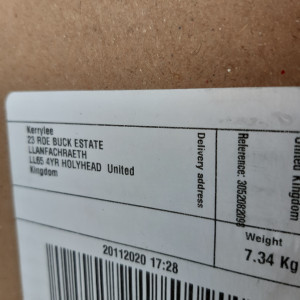 Kerrylee
23 ROE BUCK ESTATE
LLANFACHRAETH
LL65 4YR HOLYHEAD United
Kingdom
Delivery address
Reference: 3052082098
United Kingdom
Weight
7.34 Kg
20112020 17:28